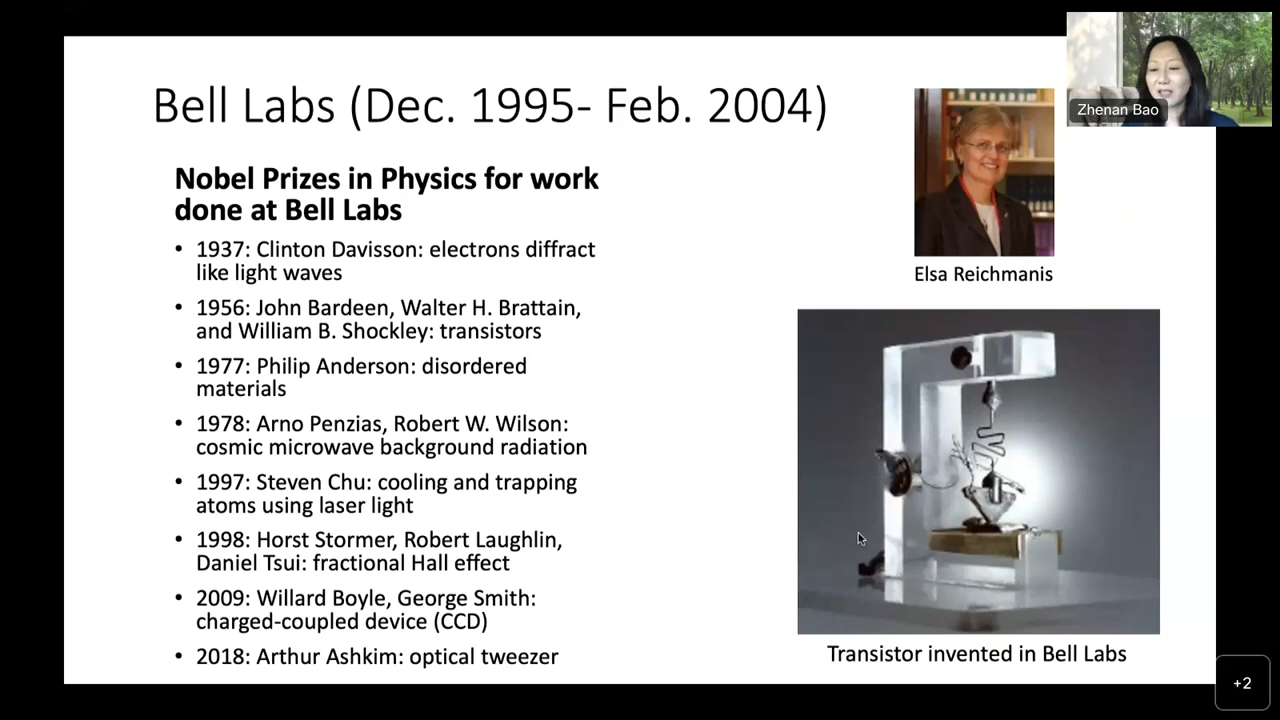 Bell Labs (Dec. 1995- Feb. 2004)
Nobel Prizes in Physics for work
done at Bell Labs
• 1937: Clinton Davisson: electrons diffract
like light waves
• 1956: John Bardeen, Walter H. Brattain,
and William B. Shockley: transistors
• 1977: Philip Anderson: disordered
materials
• 1978: Arno Penzias, Robert W. Wilson:
cosmic microwave background radiation
• 1997: Steven Chu: cooling and trapping
atoms using laser light
• 1998: Horst Stormer, Robert Laughlin,
Daniel Tsui: fractional Hall effect
• 2009: Willard Boyle, George Smith:
charged-coupled device (CCD)
• 2018: Arthur Ashkim: optical tweezer
Elsa Reichmanis
Transistor invented in Bell Labs
Zhenan Bao
+2